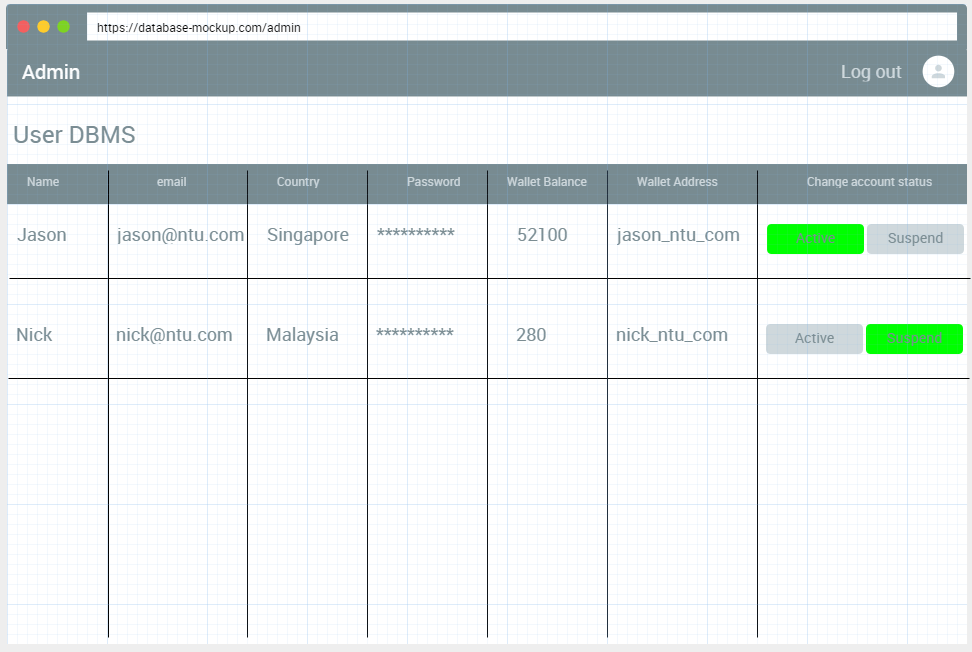 https://database-mockup.com/admin
Admin Log out
User DBMS
Name email Country Password Wallet Balance Wallet Address Change account status
Jason jason@ntu.com Singapore ********** 52100 jason_ntu_com Active Suspend
Nick nick@ntu.com Malaysia ********** 280 nick_ntu_com Active Suspend